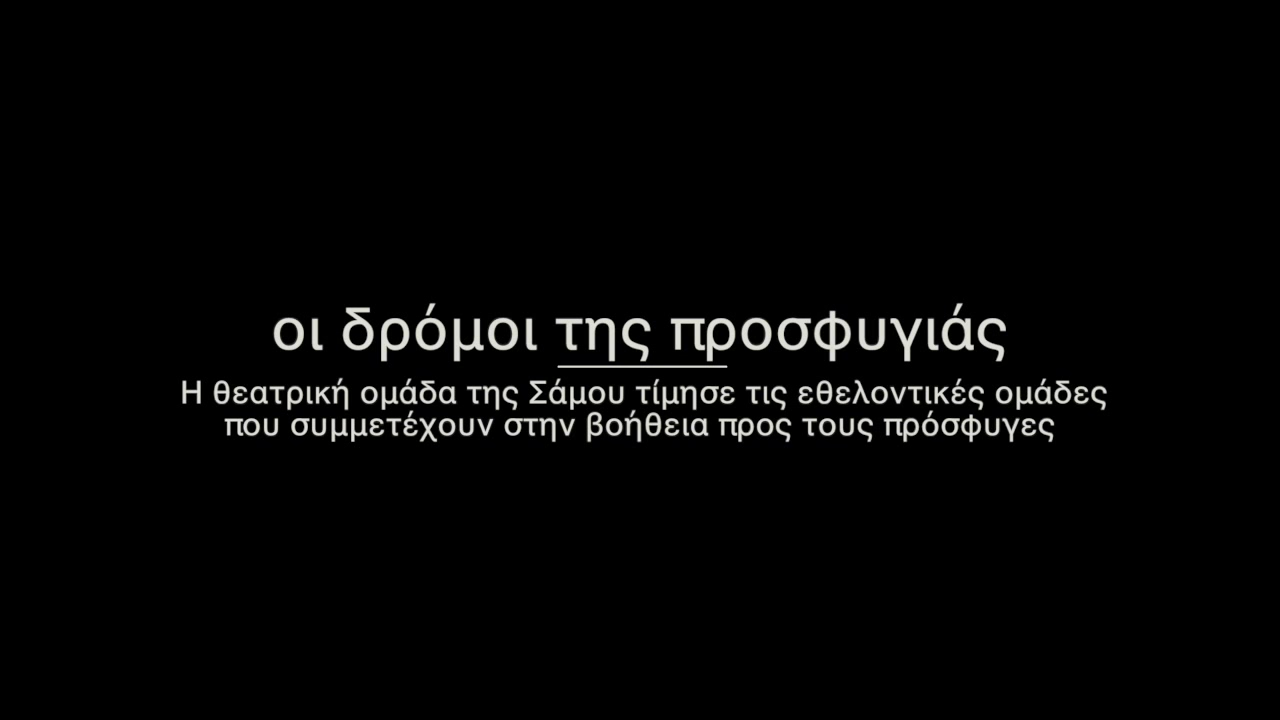 οι δρόμοι της προσφυγιάς
Η θεατρική ομάδα της Σάμου τίμησε τις εθελοντικές ομάδες
που συμμετέχουν στην βοήθεια προς τους πρόσφυγες